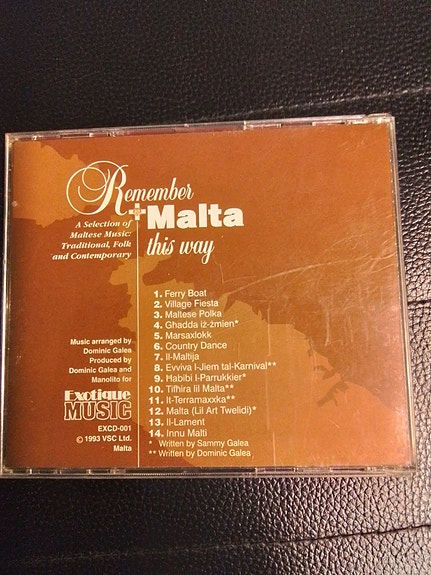 Remember
Malta
this way
A Selection of
Maltese Music:
Traditional, Folk
and Contemporary
1. Ferry Boat
2. Village Fiesta
3. Maltese Polka
4. Ghadda iż-żmien*
5. Marsaxlokk
6. Country Dance
7. Il-Maltija
8. Evviva l-Jiem tal-Karnival**
9. Habibi l-Parrukkier*
10. Tifhira lil Malta**
11. It-Terramaxxka**
12. Malta (Lil Art Twelidi)*
13. Il-Lament
14. Innu Malti
* Written by Sammy Galea
** Written by Dominic Galea
Music arranged by
Dominic Galea
Produced by
Dominic Galea and
Manolito for
Exotique
MUSIC
EXCD-001
© 1993 VSC Ltd.
Malta